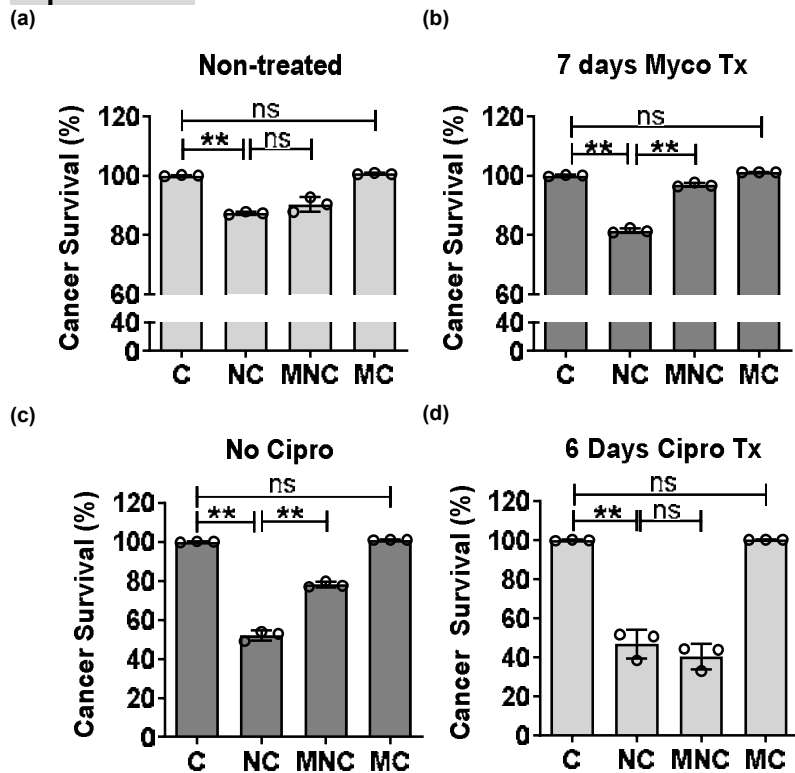 (a)
Non-treated
Cancer Survival (%)
120
100
80
60
40
0
ns
**
ns
C NC MNC MC
(b)
7 days Myco Tx
Cancer Survival (%)
120
100
80
60
40
0
ns
**
**
C NC MNC MC
(c)
No Cipro
Cancer Survival (%)
120
100
80
60
40
20
0
ns
**
**
C NC MNC MC
(d)
6 Days Cipro Tx
Cancer Survival (%)
120
100
80
60
40
20
0
ns
**
ns
C NC MNC MC